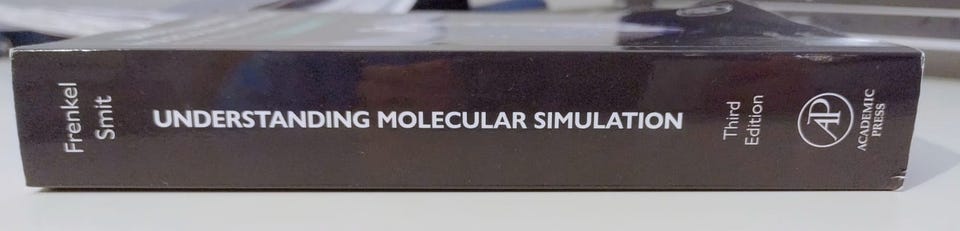 Frenkel
Smit
UNDERSTANDING MOLECULAR SIMULATION
Third
Edition
AP
ACADEMIC
PRESS